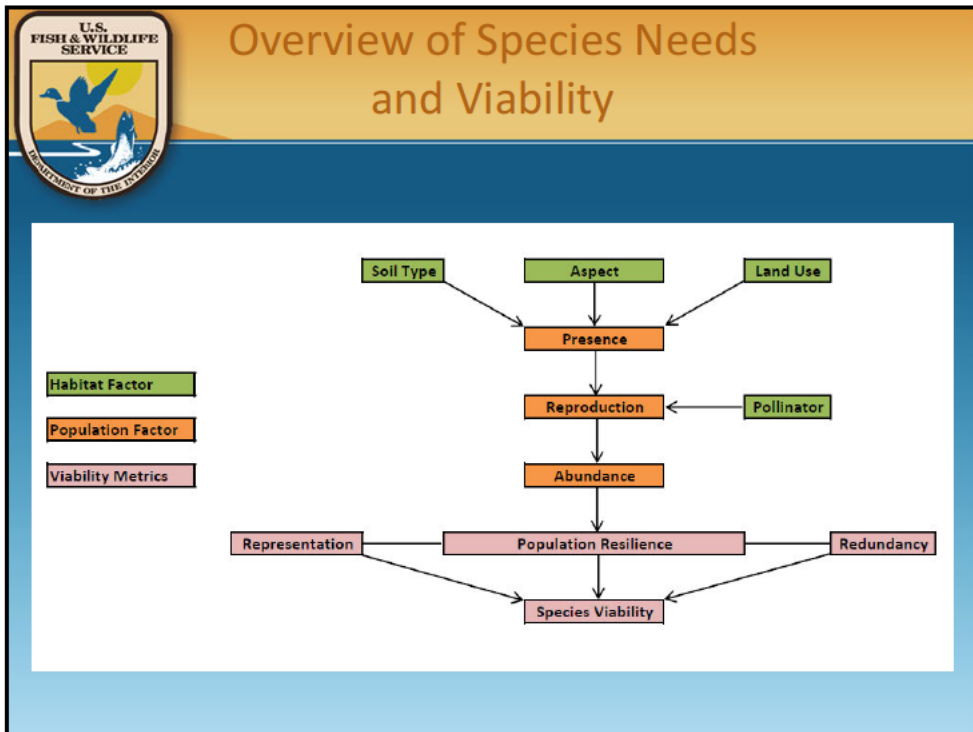 U.S.
FISH & WILDLIFE
SERVICE
DEPARTMENT OF THE INTERIOR
Overview of Species Needs
and Viability
Soil Type
Aspect
Land Use
Presence
Habitat Factor
Reproduction
Pollinator
Population Factor
Viability Metrics
Abundance
Representation
Population Resilience
Redundancy
Species Viability